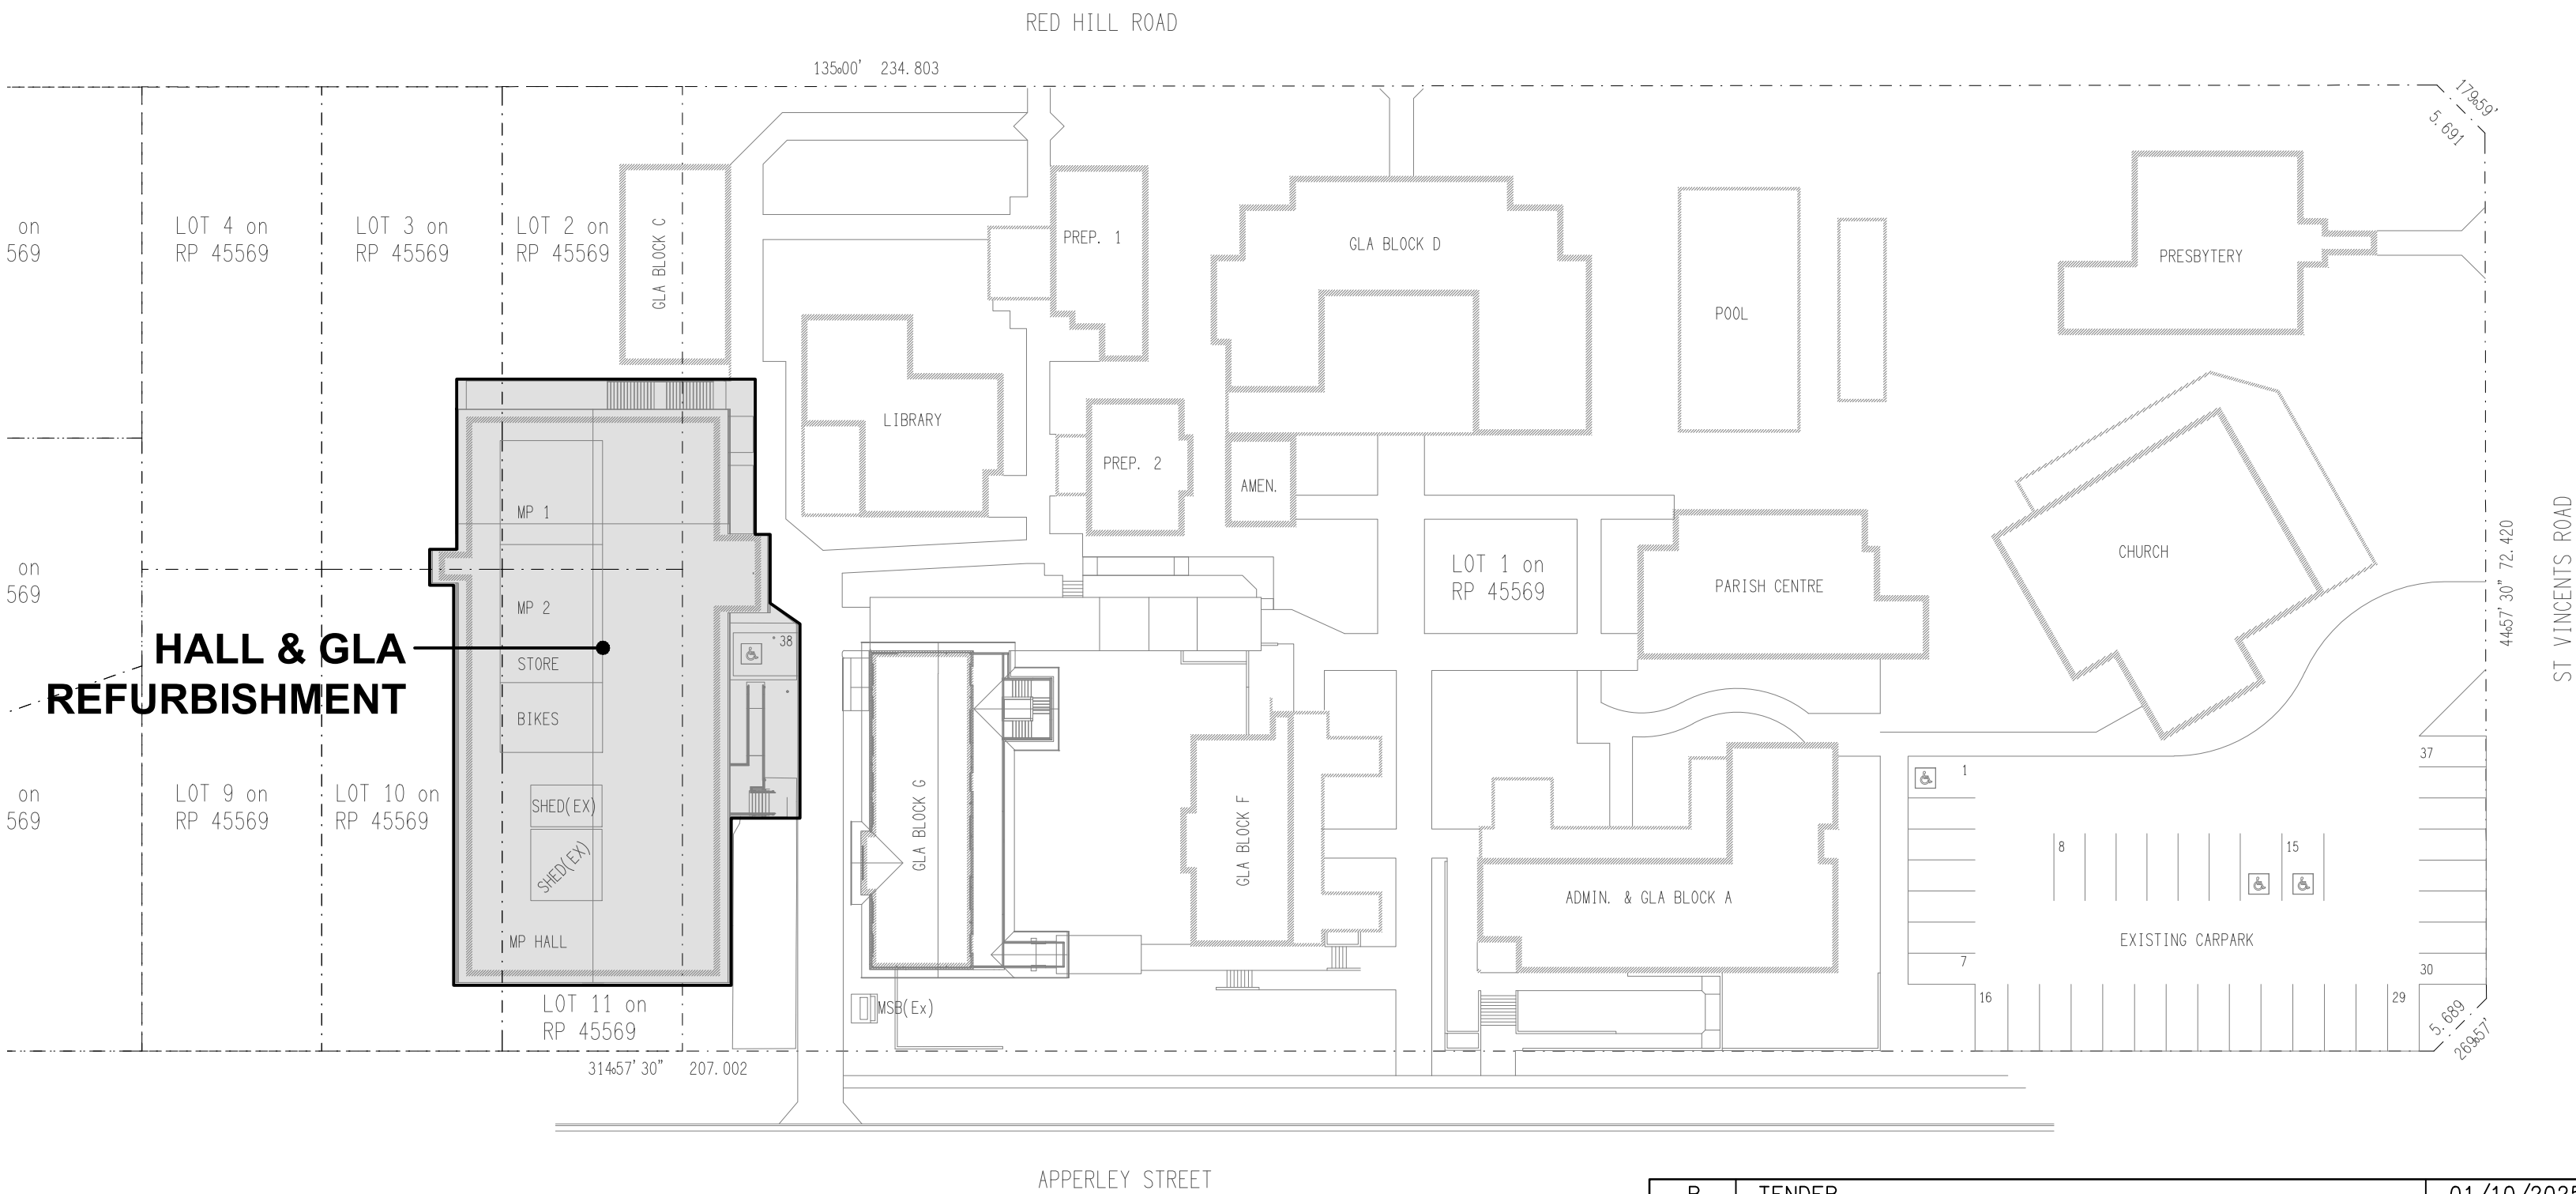 RED HILL ROAD
135°00' 234.803
179°59'
5.691
on
569
LOT 4 on
RP 45569
LOT 3 on
RP 45569
LOT 2 on
RP 45569
GLA BLOCK C
PREP. 1
GLA BLOCK D
POOL
PRESBYTERY
LIBRARY
PREP. 2
AMEN.
MP 1
on
569
LOT 1 on
RP 45569
PARISH CENTRE
CHURCH
44°57'30" 72.420
ST VINCENTS ROAD
MP 2
HALL & GLA
REFURBISHMENT
STORE
38
BIKES
on
569
LOT 9 on
RP 45569
LOT 10 on
RP 45569
SHED(EX)
SHED(EX)
MP HALL
GLA BLOCK G
GLA BLOCK F
ADMIN. & GLA BLOCK A
1
37
8
15
EXISTING CARPARK
7
30
16
29
5.689
269°57'
LOT 11 on
RP 45569
MSB(Ex)
314°57'30" 207.002
APPERLEY STREET
B TENDER 01/10/2025